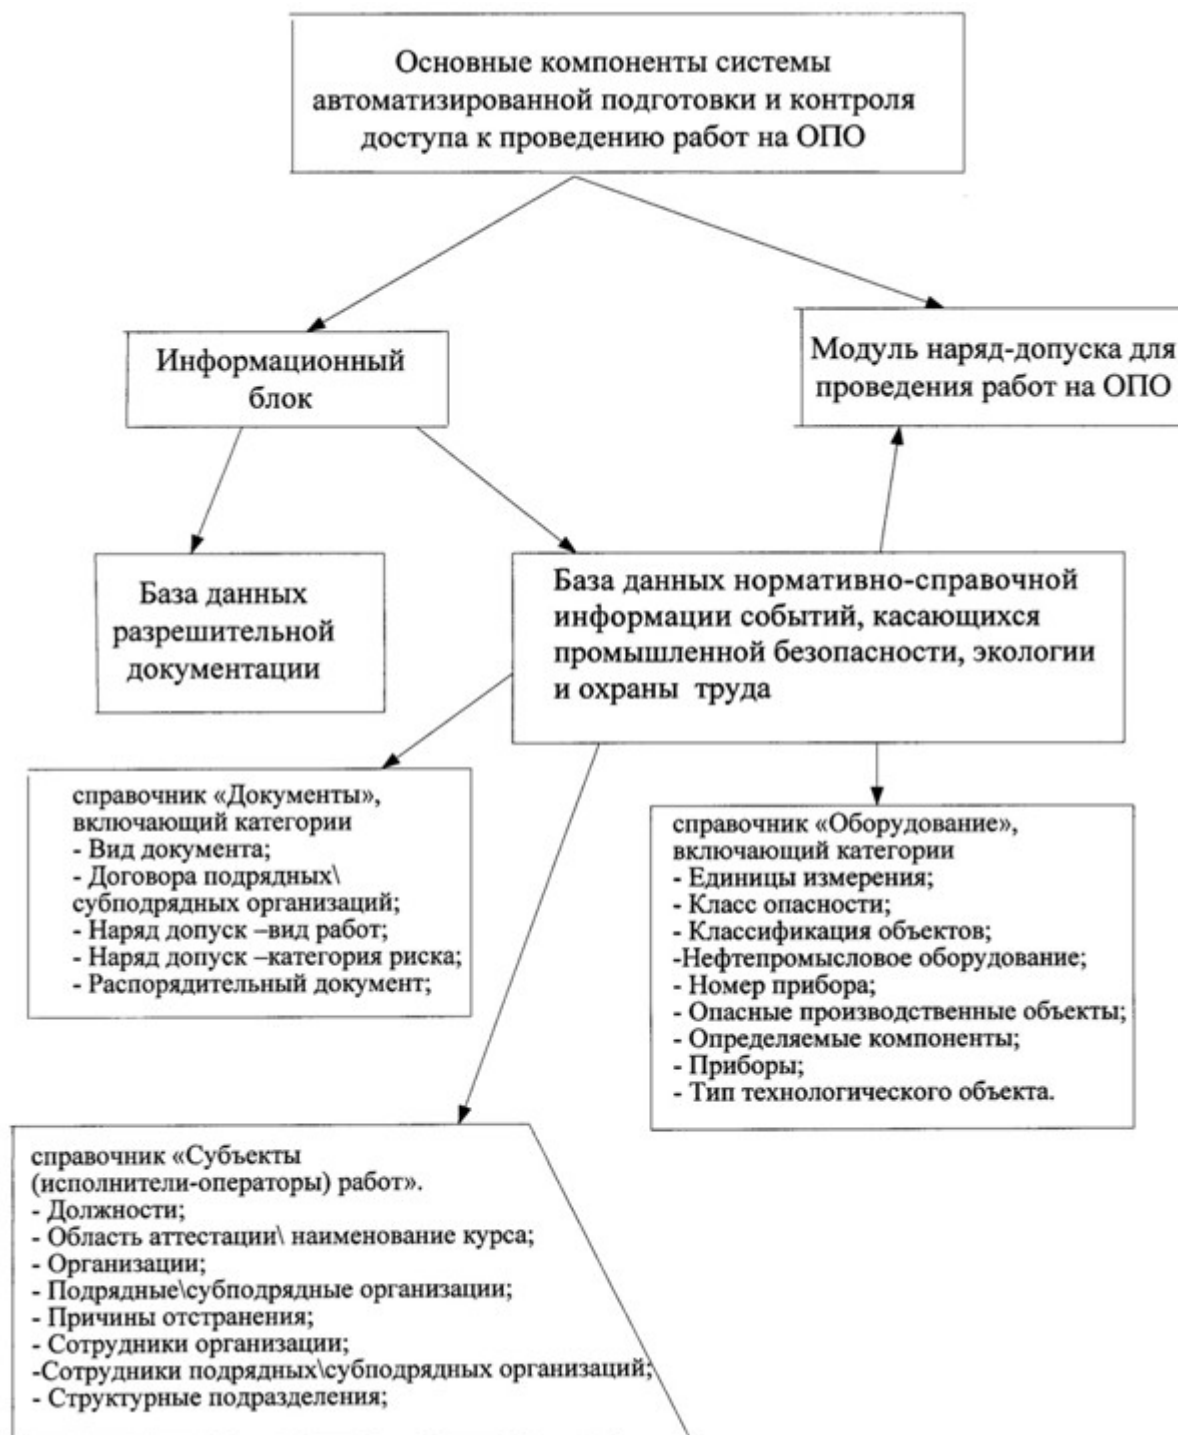 Основные компоненты системы
автоматизированной подготовки и контроля
доступа к проведению работ на ОПО
Информационный
блок
Модуль наряд-допуска для
проведения работ на ОПО
База данных
разрешительной
документации
База данных нормативно-справочной
информации событий, касающихся
промышленной безопасности, экологии
и охраны труда
справочник «Документы»,
включающий категории
- Вид документа;
- Договора подрядных\
субподрядных организаций;
- Наряд допуск –вид работ;
- Наряд допуск –категория риска;
- Распорядительный документ;
справочник «Оборудование»,
включающий категории
- Единицы измерения;
- Класс опасности;
- Классификация объектов;
-Нефтепромысловое оборудование;
- Номер прибора;
- Опасные производственные объекты;
- Определяемые компоненты;
- Приборы;
- Тип технологического объекта.
справочник «Субъекты
(исполнители-операторы) работ».
- Должности;
- Область аттестации\ наименование курса;
- Организации;
- Подрядные\субподрядные организации;
- Причины отстранения;
- Сотрудники организации;
-Сотрудники подрядных\субподрядных организаций;
- Структурные подразделения;